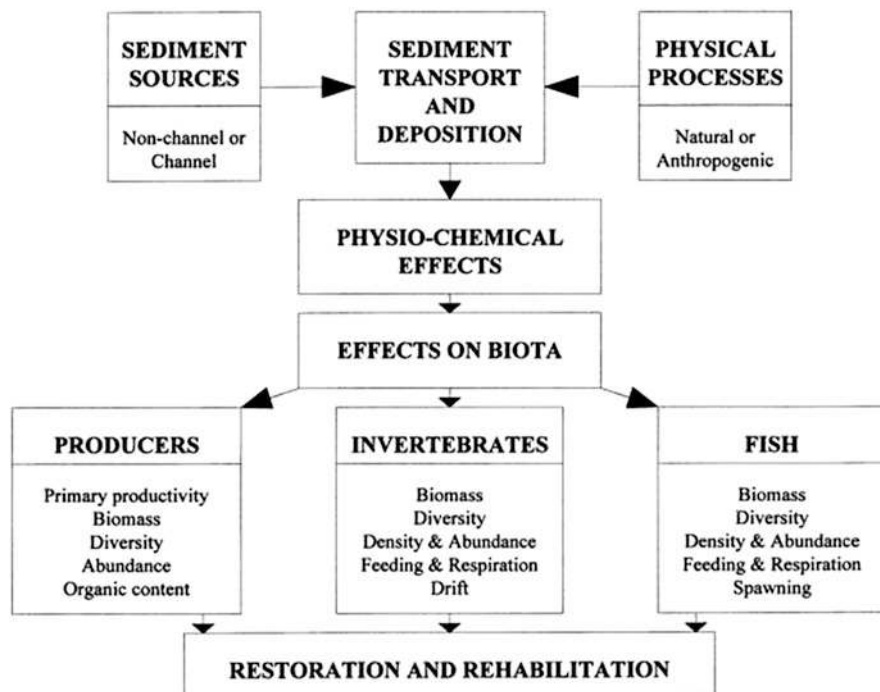 SEDIMENT
SOURCES
Non-channel or
Channel
SEDIMENT
TRANSPORT
AND
DEPOSITION
PHYSICAL
PROCESSES
Natural or
Anthropogenic
PHYSIO-CHEMICAL
EFFECTS
EFFECTS ON BIOTA
PRODUCERS
Primary productivity
Biomass
Diversity
Abundance
Organic content
INVERTEBRATES
Biomass
Diversity
Density & Abundance
Feeding & Respiration
Drift
FISH
Biomass
Diversity
Density & Abundance
Feeding & Respiration
Spawning
RESTORATION AND REHABILITATION